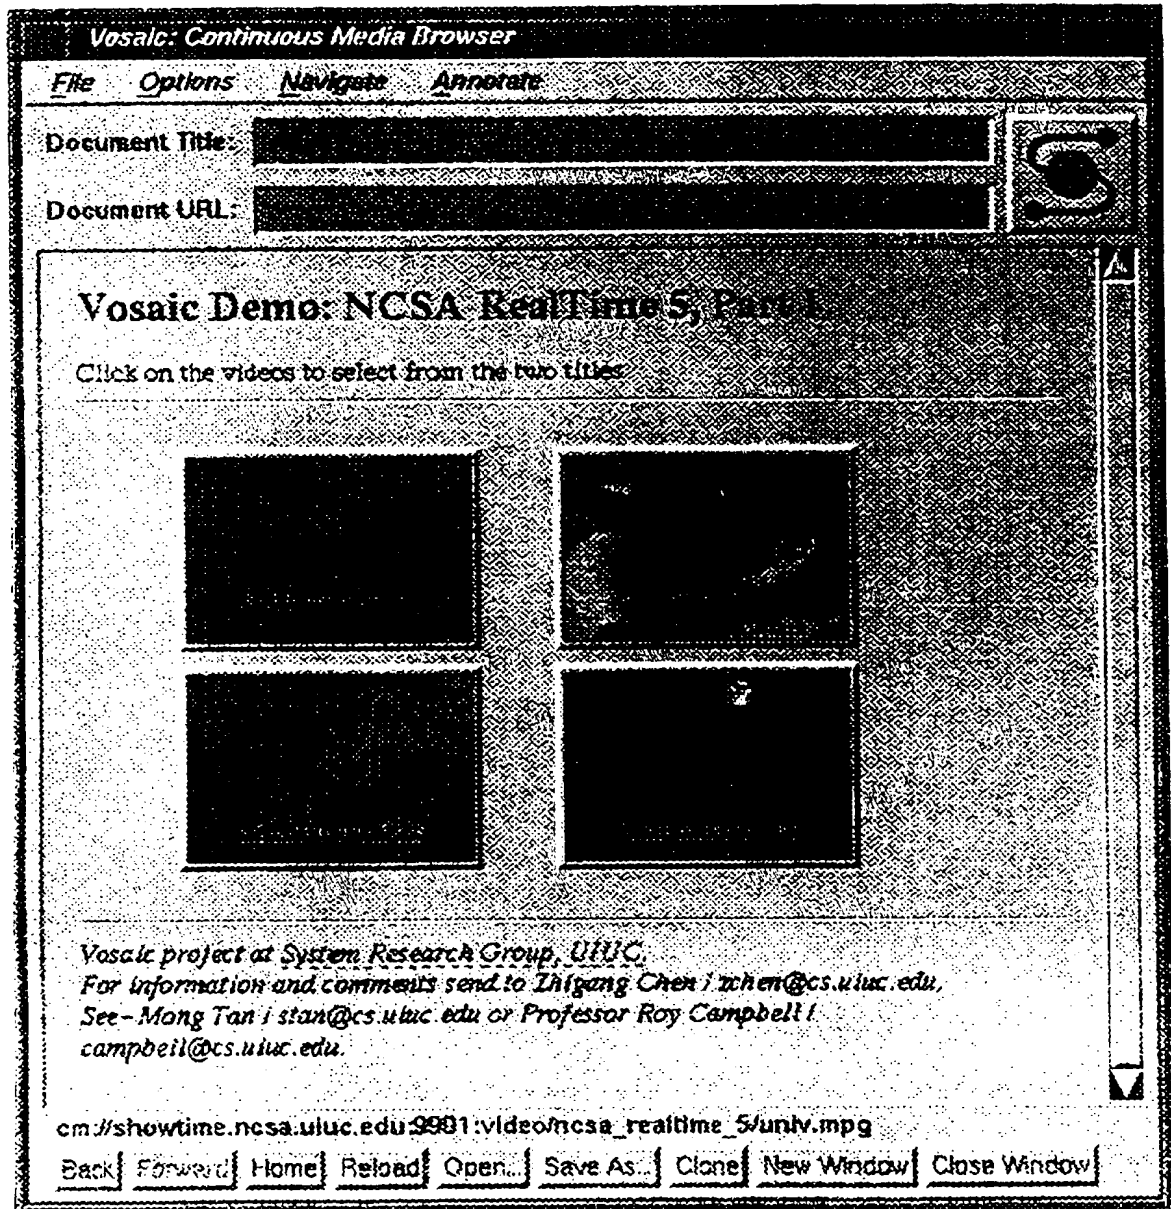 Vosaic: Continuous Media Browser
File Options Navigate Annotate
Document Title:
Document URL:
Vosaic Demo: NCSA RealTime 5, Part I
Click on the videos to select from the two titles
Vosaic project at System Research Group, UIUC.
For information and comments send to Zhigang Chen / zchen@cs.uiuc.edu,
See-Mong Tan / stan@cs.uiuc.edu or Professor Roy Campbell /
campbell@cs.uiuc.edu.
cm://showtime.ncsa.uiuc.edu:9901:video/ncsa_realtime_5/univ.mpg
Back Forward Home Reload Open... Save As... Clone New Window Close Window